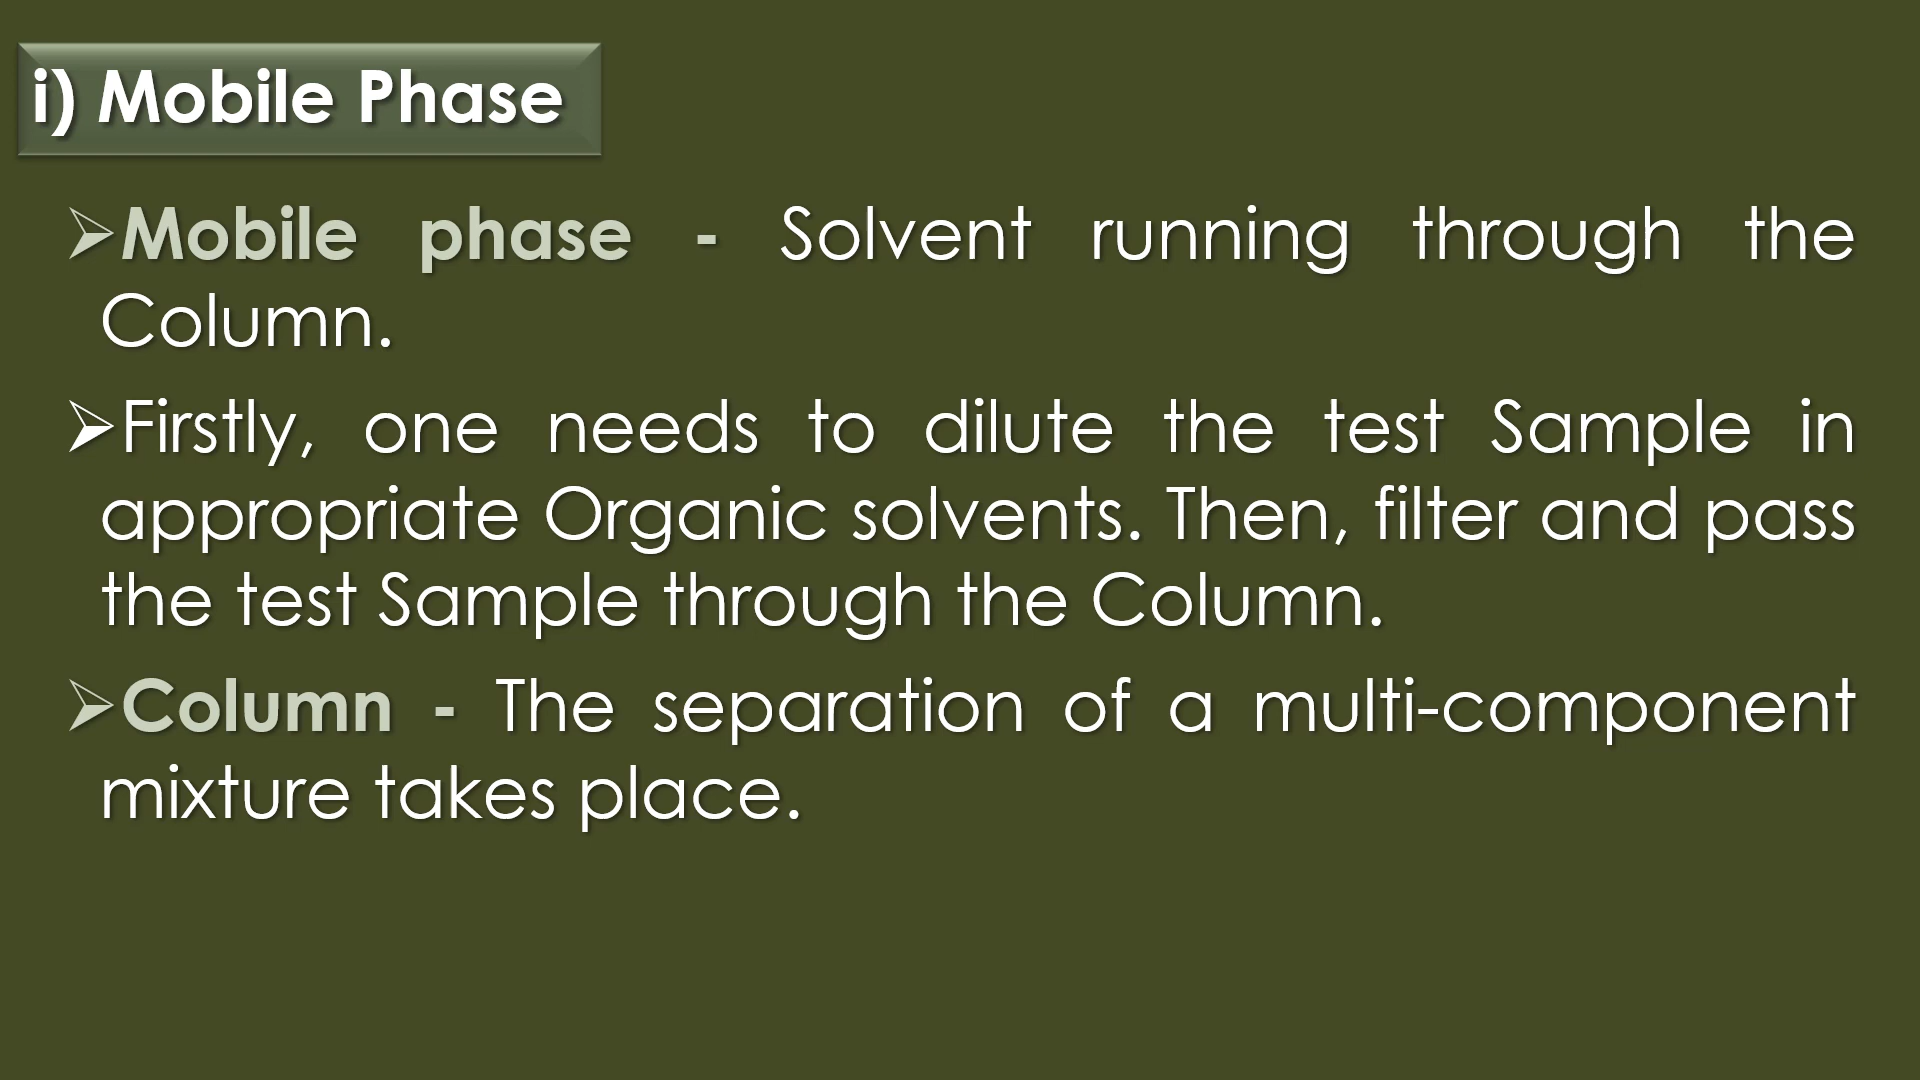 i) Mobile Phase
➢Mobile phase - Solvent running through the
Column.
➢Firstly, one needs to dilute the test Sample in
appropriate Organic solvents. Then, filter and pass
the test Sample through the Column.
➢Column - The separation of a multi-component
mixture takes place.